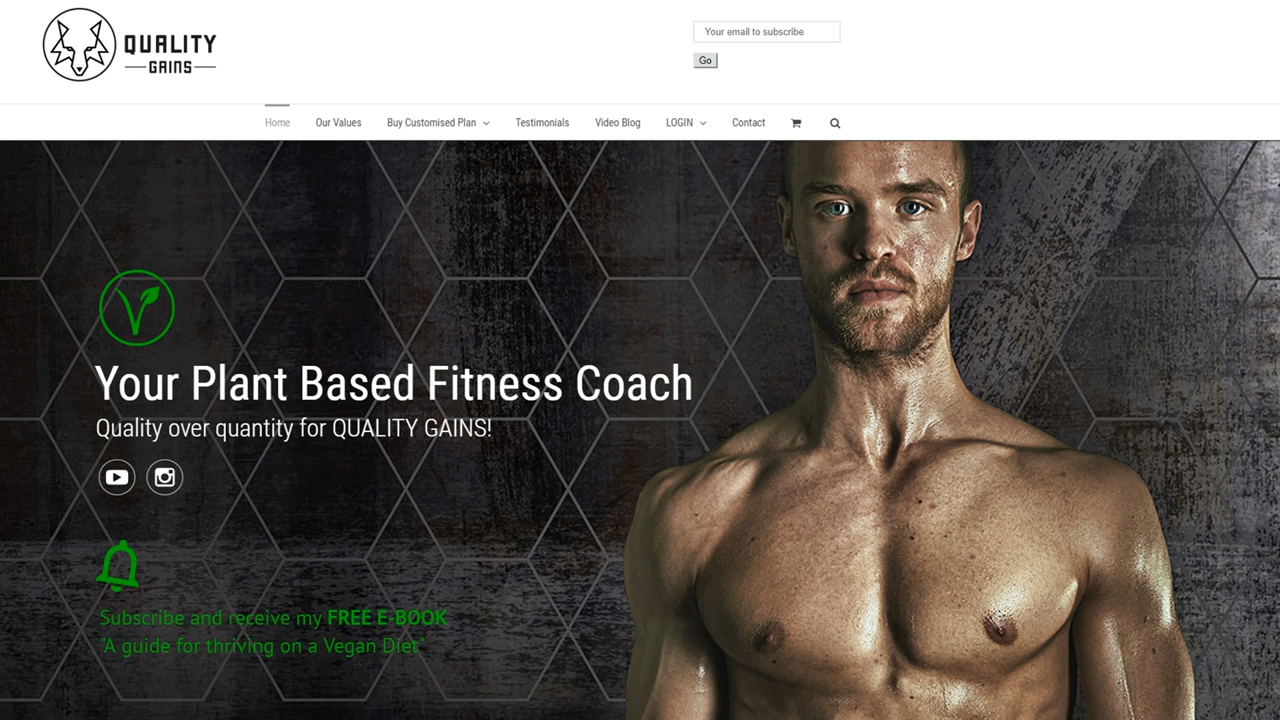 QUALITY
GAINS
Your email to subscribe
Go
Home Our Values Buy Customised Plan Testimonials Video Blog LOGIN Contact
Your Plant Based Fitness Coach
Quality over quantity for QUALITY GAINS!
Subscribe and receive my FREE E-BOOK
"A guide for thriving on a Vegan Diet"